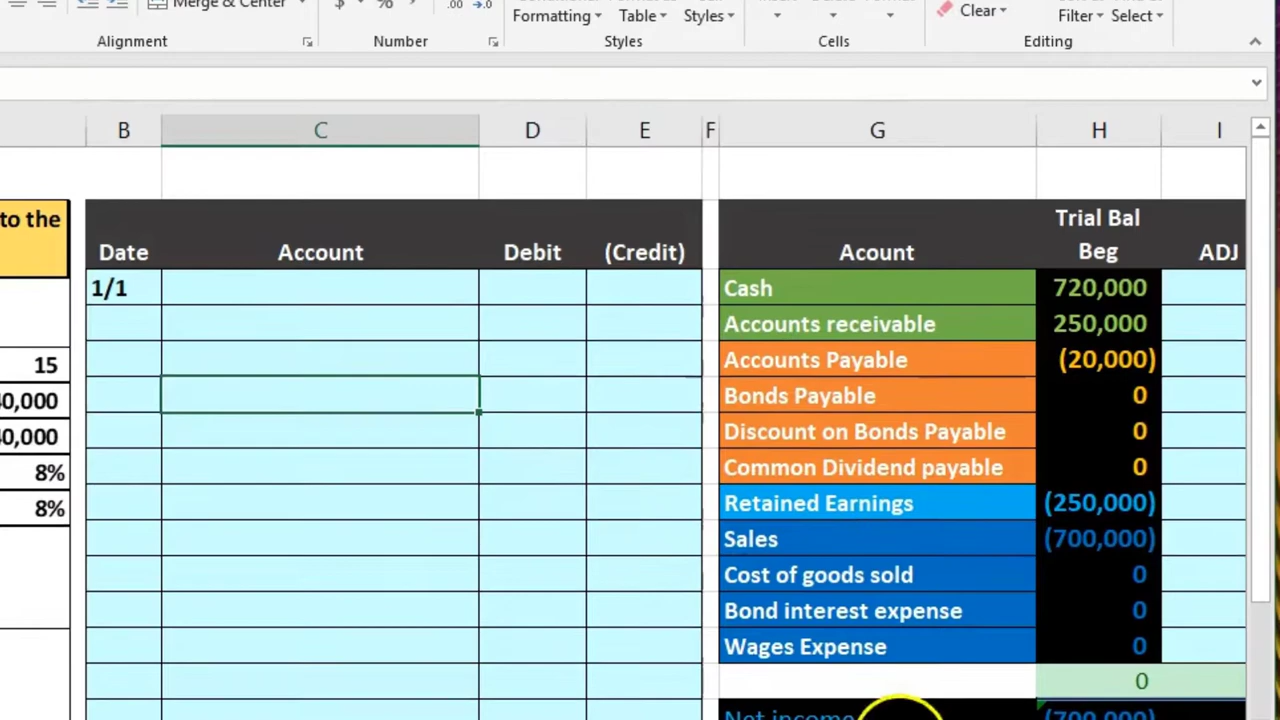 Merge & Center $ %
.00 →.0
Formatting Table Styles
Clear
Filter Select
Alignment
Number
Styles
Cells
Editing
B C D E F G H I
to the
Date Account Debit (Credit)
Acount Trial Bal Beg ADJ
1/1
15
40,000
8%
8%
Cash 720,000
Accounts receivable 250,000
Accounts Payable (20,000)
Bonds Payable 0
Discount on Bonds Payable 0
Common Dividend payable 0
Retained Earnings (250,000)
Sales (700,000)
Cost of goods sold 0
Bond interest expense 0
Wages Expense 0
0
Net income (700,000)